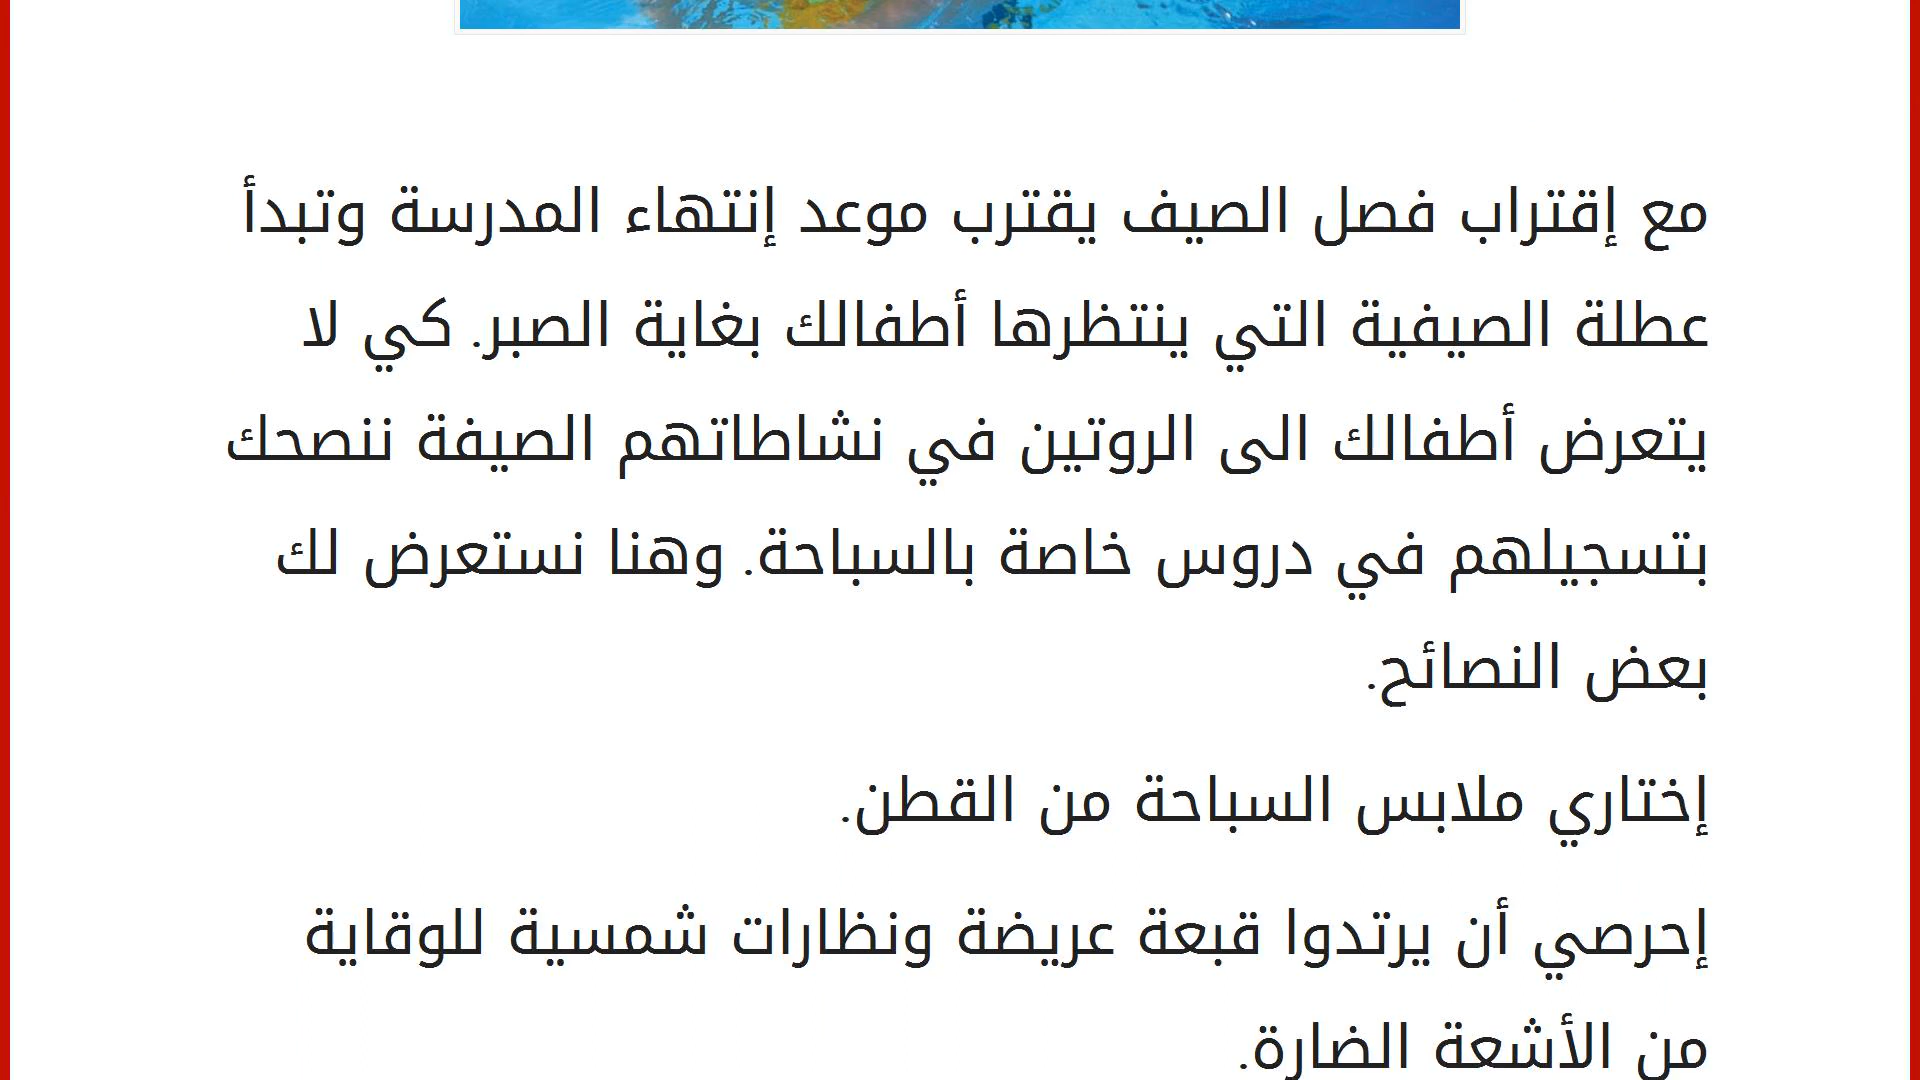 مع إقتراب فصل الصيف يقترب موعد إنتهاء المدرسة وتبدأ
عطلة الصيفية التي ينتظرها أطفالك بغاية الصبر. كي لا
يتعرض أطفالك الى الروتين في نشاطاتهم الصيفة ننصحك
بتسجيلهم في دروس خاصة بالسباحة. وهنا نستعرض لك
بعض النصائح.
إختاري ملابس السباحة من القطن.
إحرصي أن يرتدوا قبعة عريضة ونظارات شمسية للوقاية
من الأشعة الضارة.